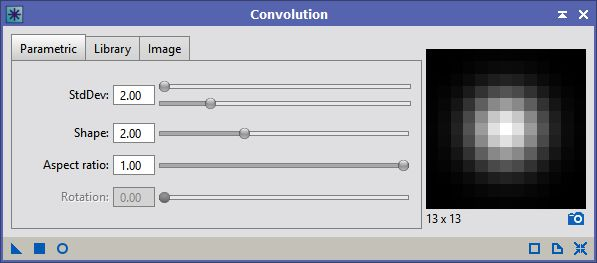 Convolution
Parametric Library Image
StdDev: 2.00
Shape: 2.00
Aspect ratio: 1.00
Rotation: 0.00
13 x 13